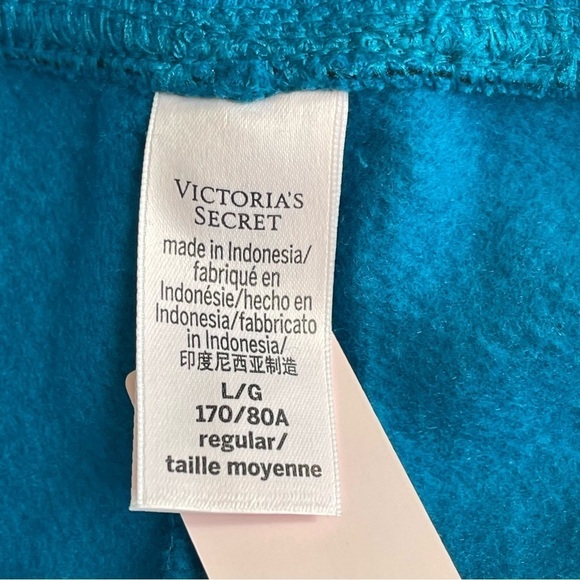 VICTORIA'S
SECRET
made in Indonesia/
fabriqué en
Indonésie/hecho en
Indonesia/fabbricato
in Indonesia/
印度尼西亚制造
L/G
170/80A
regular/
taille moyenne